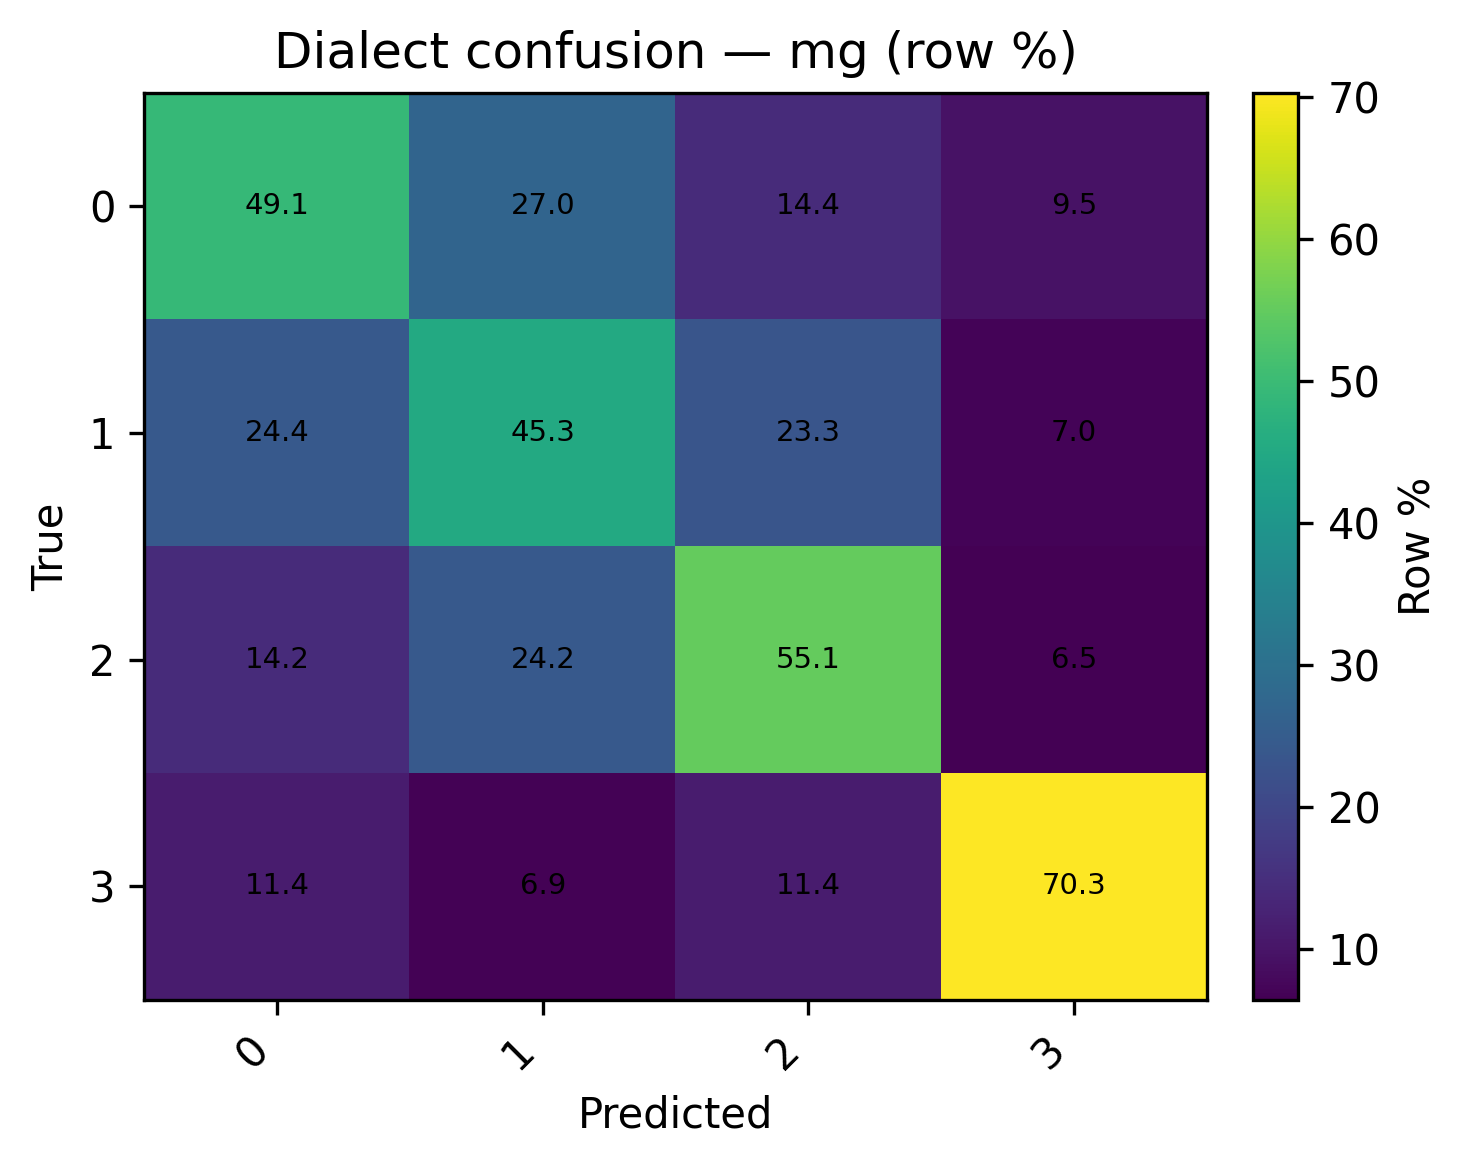 Dialect confusion — mg (row %)
0 49.1 27.0 14.4 9.5
1 24.4 45.3 23.3 7.0
2 14.2 24.2 55.1 6.5
3 11.4 6.9 11.4 70.3
0 1 2 3
True
Predicted
70
60
50
40
30
20
10
Row %